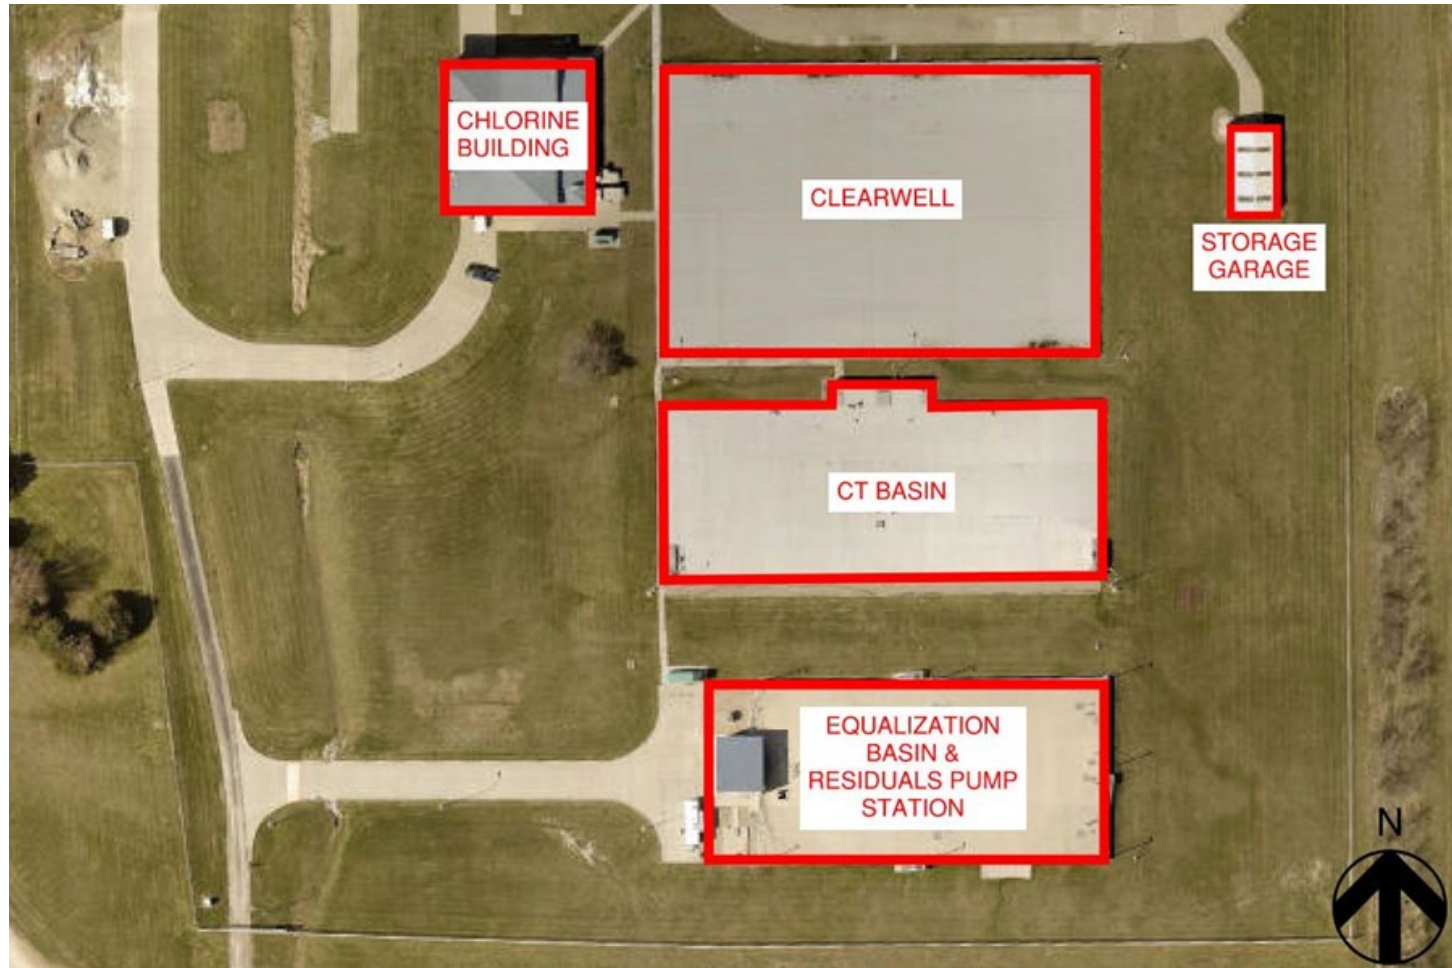 CHLORINE
BUILDING
CLEARWELL
STORAGE
GARAGE
CT BASIN
EQUALIZATION
BASIN &
RESIDUALS PUMP
STATION
N